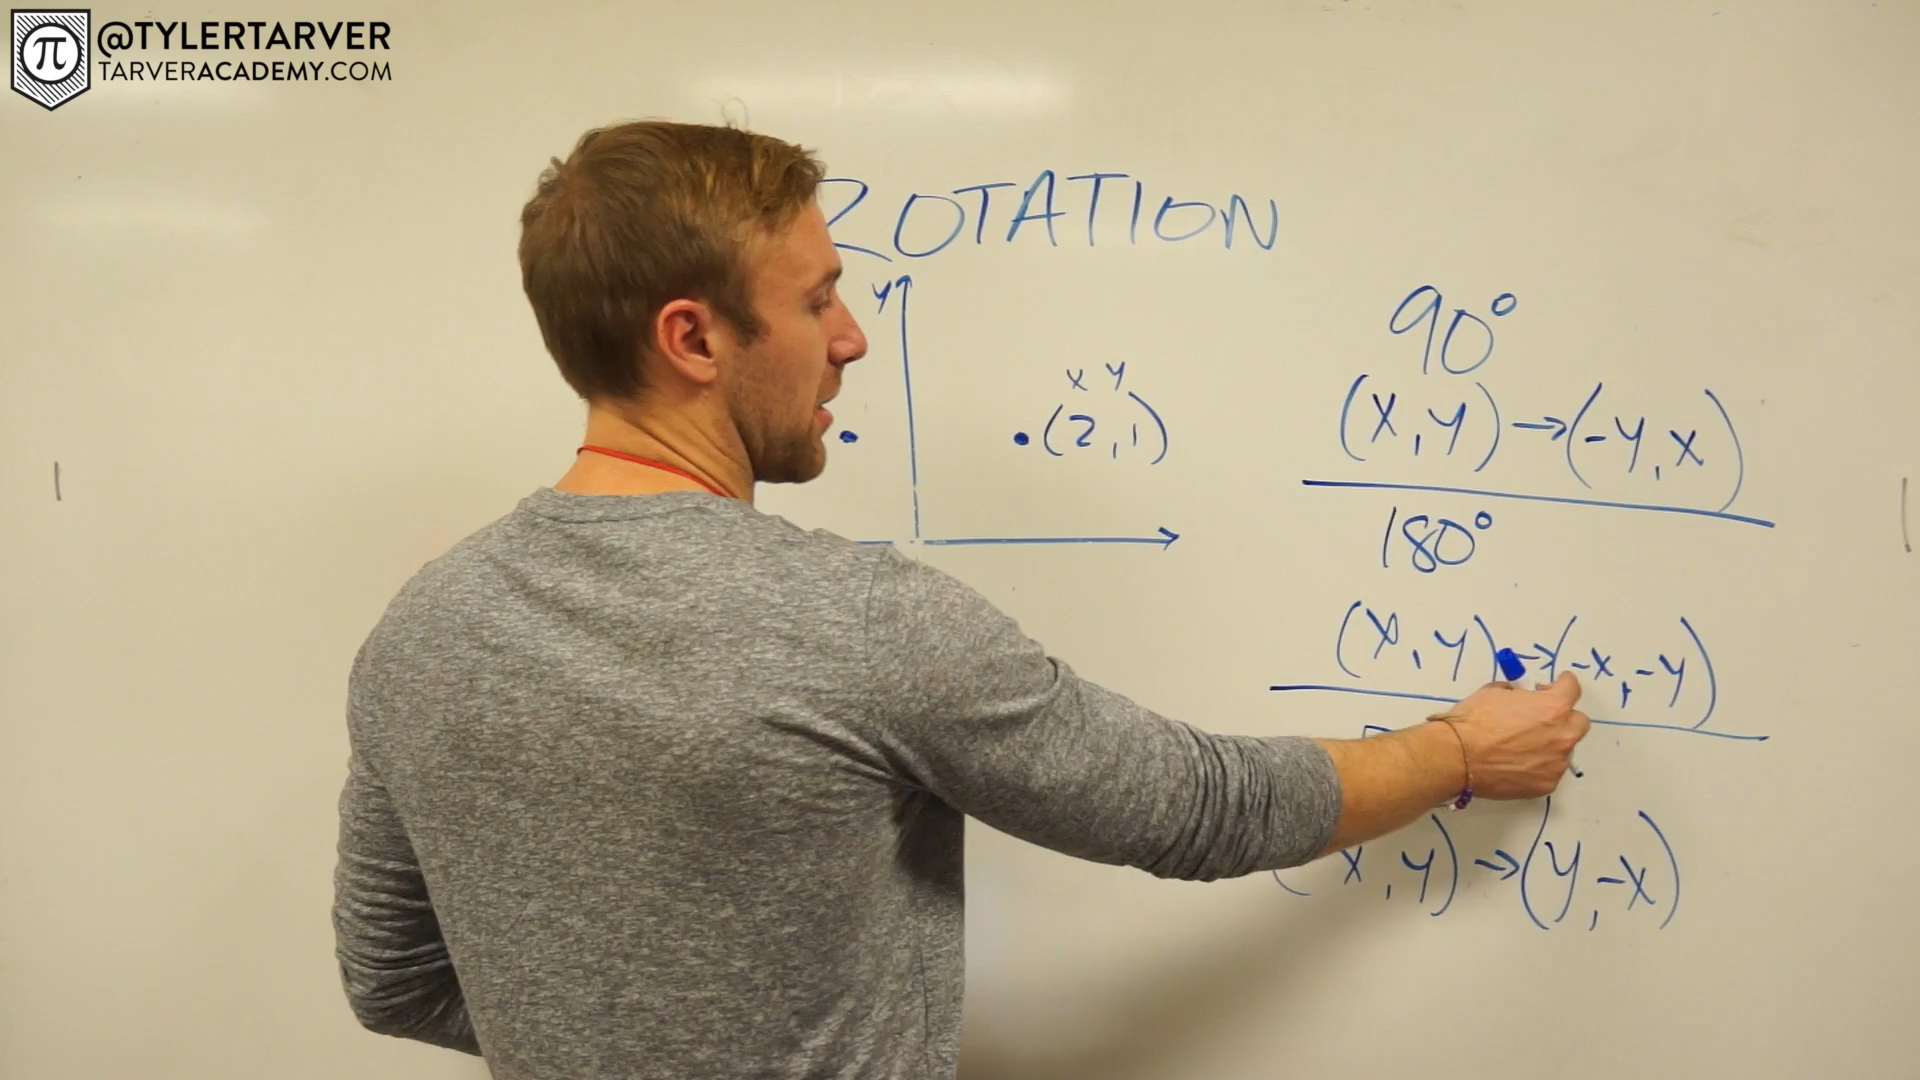 @TYLERTARVER
TARVERACADEMY.COM
ROTATION
Y
X Y
(2,1)
90°
(X,Y)→(-Y,X)
180°
(X,Y)→(-X,-Y)
(X,Y)→(Y,-X)